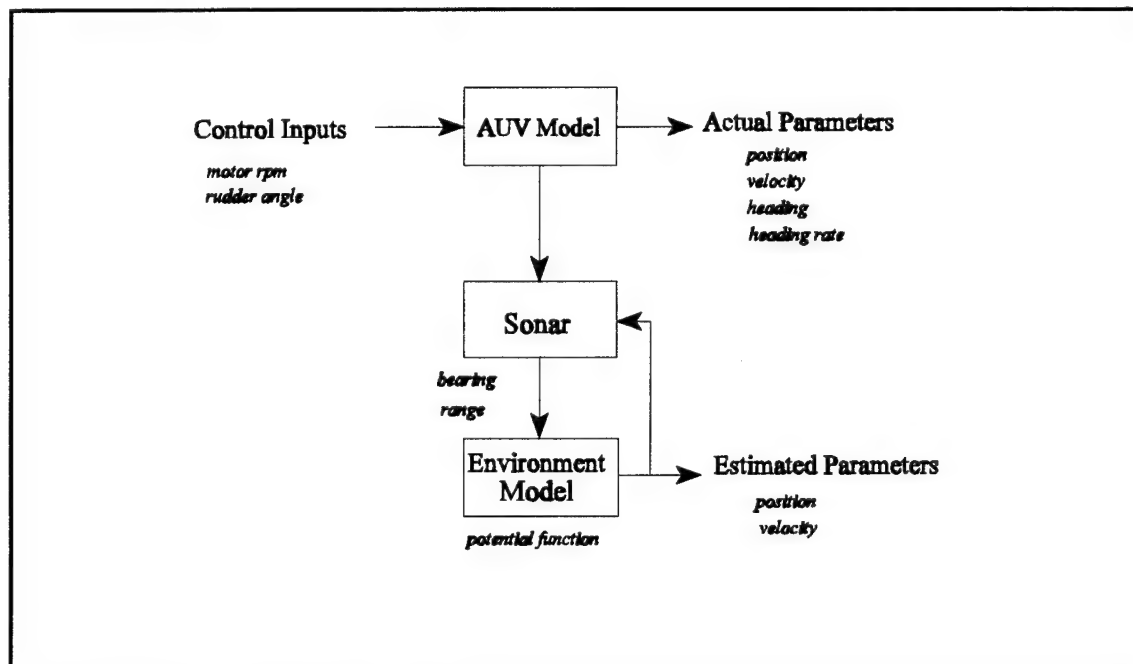 Control Inputs
motor rpm
rudder angle
AUV Model
Actual Parameters
position
velocity
heading
heading rate
Sonar
bearing
range
Environment
Model
potential function
Estimated Parameters
position
velocity